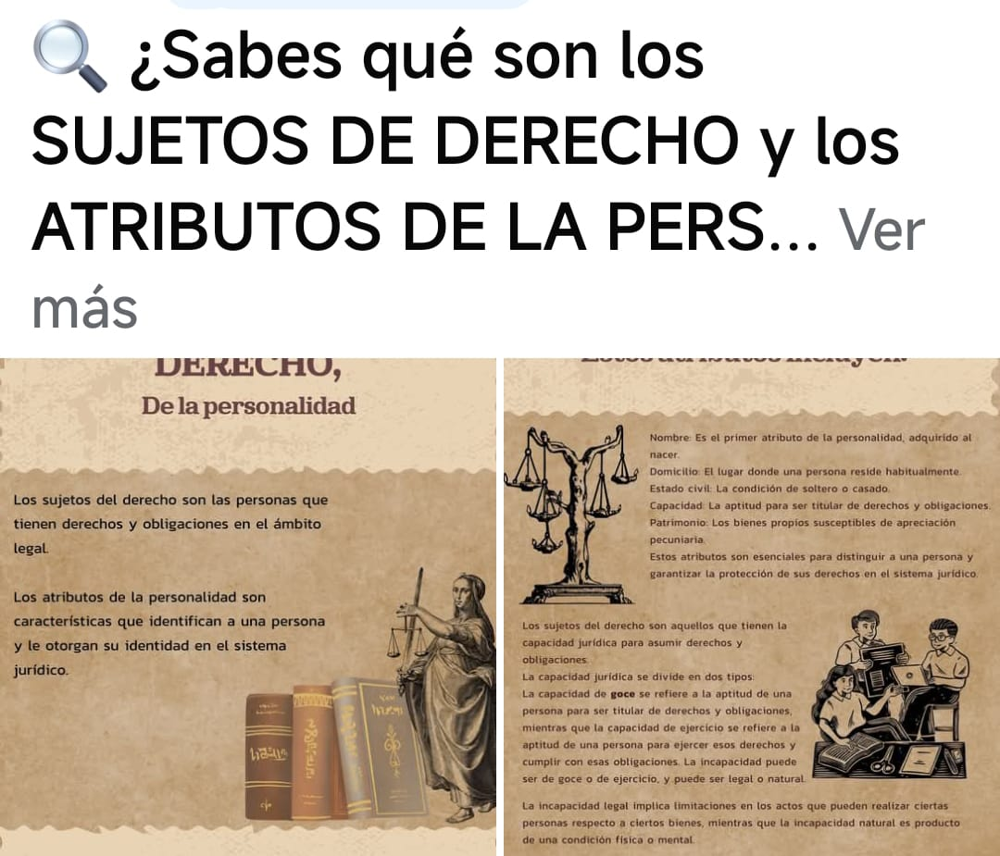 ¿Sabes qué son los
SUJETOS DE DERECHO y los
ATRIBUTOS DE LA PERS... Ver
más
DERECHO,
De la personalidad
Los sujetos del derecho son las personas que
tienen derechos y obligaciones en el ámbito
legal.
Los atributos de la personalidad son
características que identifican a una persona
y le otorgan su identidad en el sistema
jurídico.
Estos atributos incluyen:
Nombre: Es el primer atributo de la personalidad, adquirido al
nacer.
Domicilio: El lugar donde una persona reside habitualmente.
Estado civil: La condición de soltero o casado.
Capacidad: La aptitud para ser titular de derechos y obligaciones.
Patrimonio: Los bienes propios susceptibles de apreciación
pecuniaria.
Estos atributos son esenciales para distinguir a una persona y
garantizar la protección de sus derechos en el sistema jurídico.
Los sujetos del derecho son aquellos que tienen la
capacidad jurídica para asumir derechos y
obligaciones.
La capacidad jurídica se divide en dos tipos:
La capacidad de goce se refiere a la aptitud de una
persona para ser titular de derechos y obligaciones,
mientras que la capacidad de ejercicio se refiere a la
aptitud de una persona para ejercer esos derechos y
cumplir con esas obligaciones. La incapacidad puede
ser de goce o de ejercicio, y puede ser legal o natural.
La incapacidad legal implica limitaciones en los actos que pueden realizar ciertas
personas respecto a ciertos bienes, mientras que la incapacidad natural es producto
de una condición física o mental.